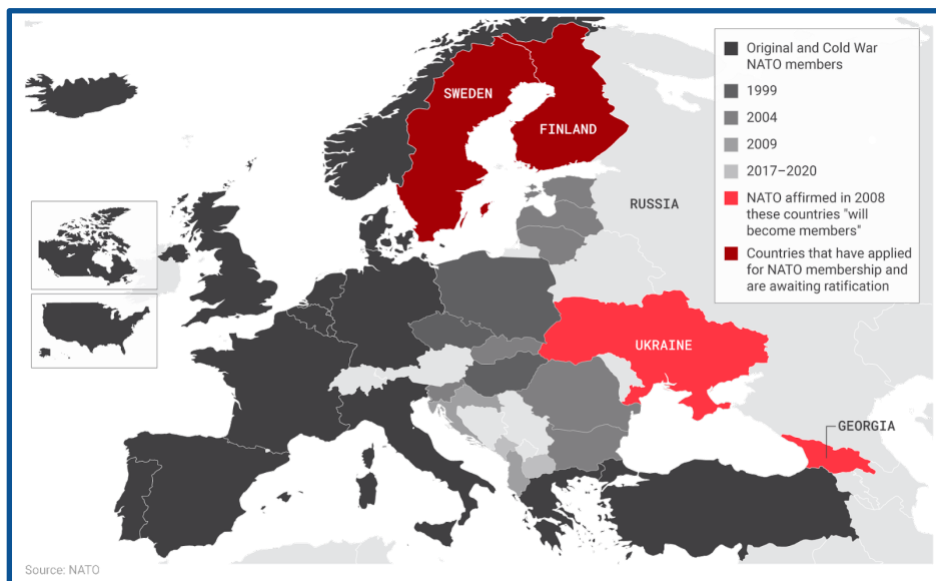 Original and Cold War
NATO members
1999
2004
2009
2017–2020
NATO affirmed in 2008
these countries "will
become members"
Countries that have applied
for NATO membership and
are awaiting ratification
SWEDEN
FINLAND
RUSSIA
UKRAINE
GEORGIA
Source: NATO